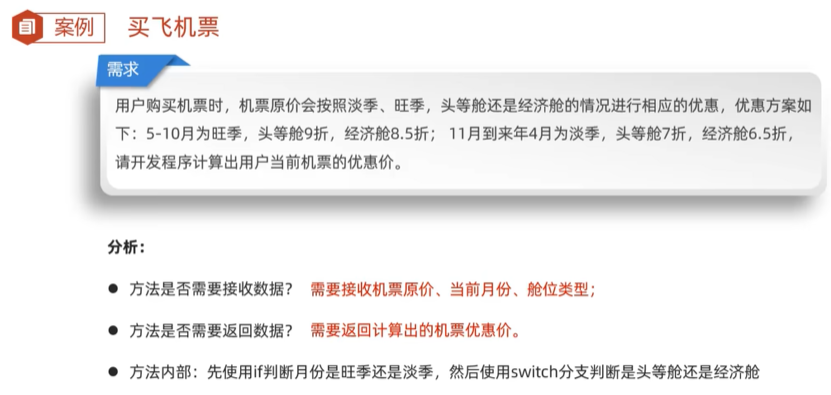 案例 买飞机票
需求
用户购买机票时，机票原价会按照淡季、旺季，头等舱还是经济舱的情况进行相应的优惠，优惠方案如
下：5-10月为旺季，头等舱9折，经济舱8.5折； 11月到来年4月为淡季，头等舱7折，经济舱6.5折，
请开发程序计算出用户当前机票的优惠价。
分析：
● 方法是否需要接收数据？ 需要接收机票原价、当前月份、舱位类型；
● 方法是否需要返回数据？ 需要返回计算出的机票优惠价。
● 方法内部：先使用if判断月份是旺季还是淡季，然后使用switch分支判断是头等舱还是经济舱